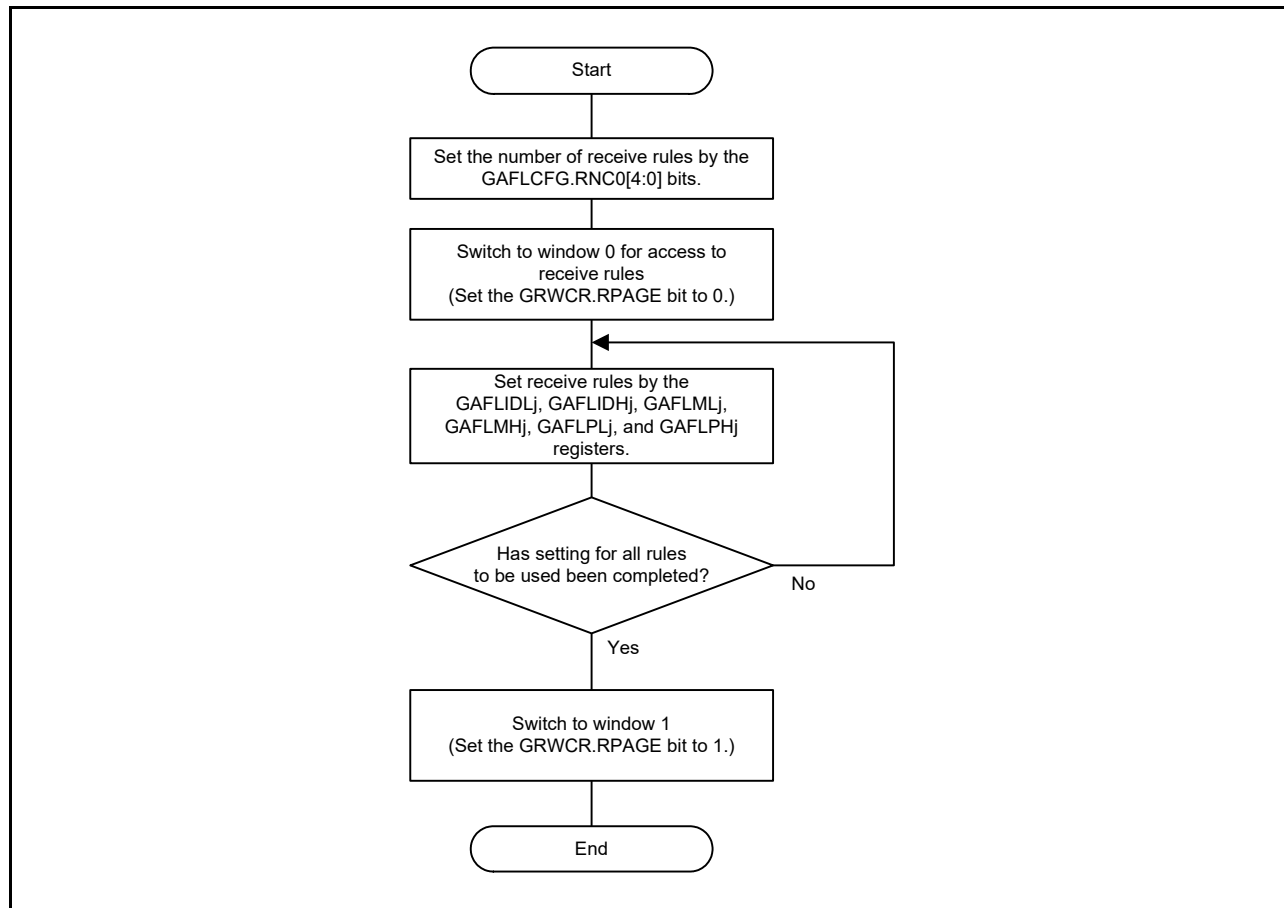 Start
Set the number of receive rules by the
GAFLCFG.RNC0[4:0] bits.
Switch to window 0 for access to
receive rules
(Set the GRWCR.RPAGE bit to 0.)
Set receive rules by the
GAFLIDLj, GAFLIDHj, GAFLMLj,
GAFLMHj, GAFLPLj, and GAFLPHj
registers.
Has setting for all rules
to be used been completed?
No
Yes
Switch to window 1
(Set the GRWCR.RPAGE bit to 1.)
End